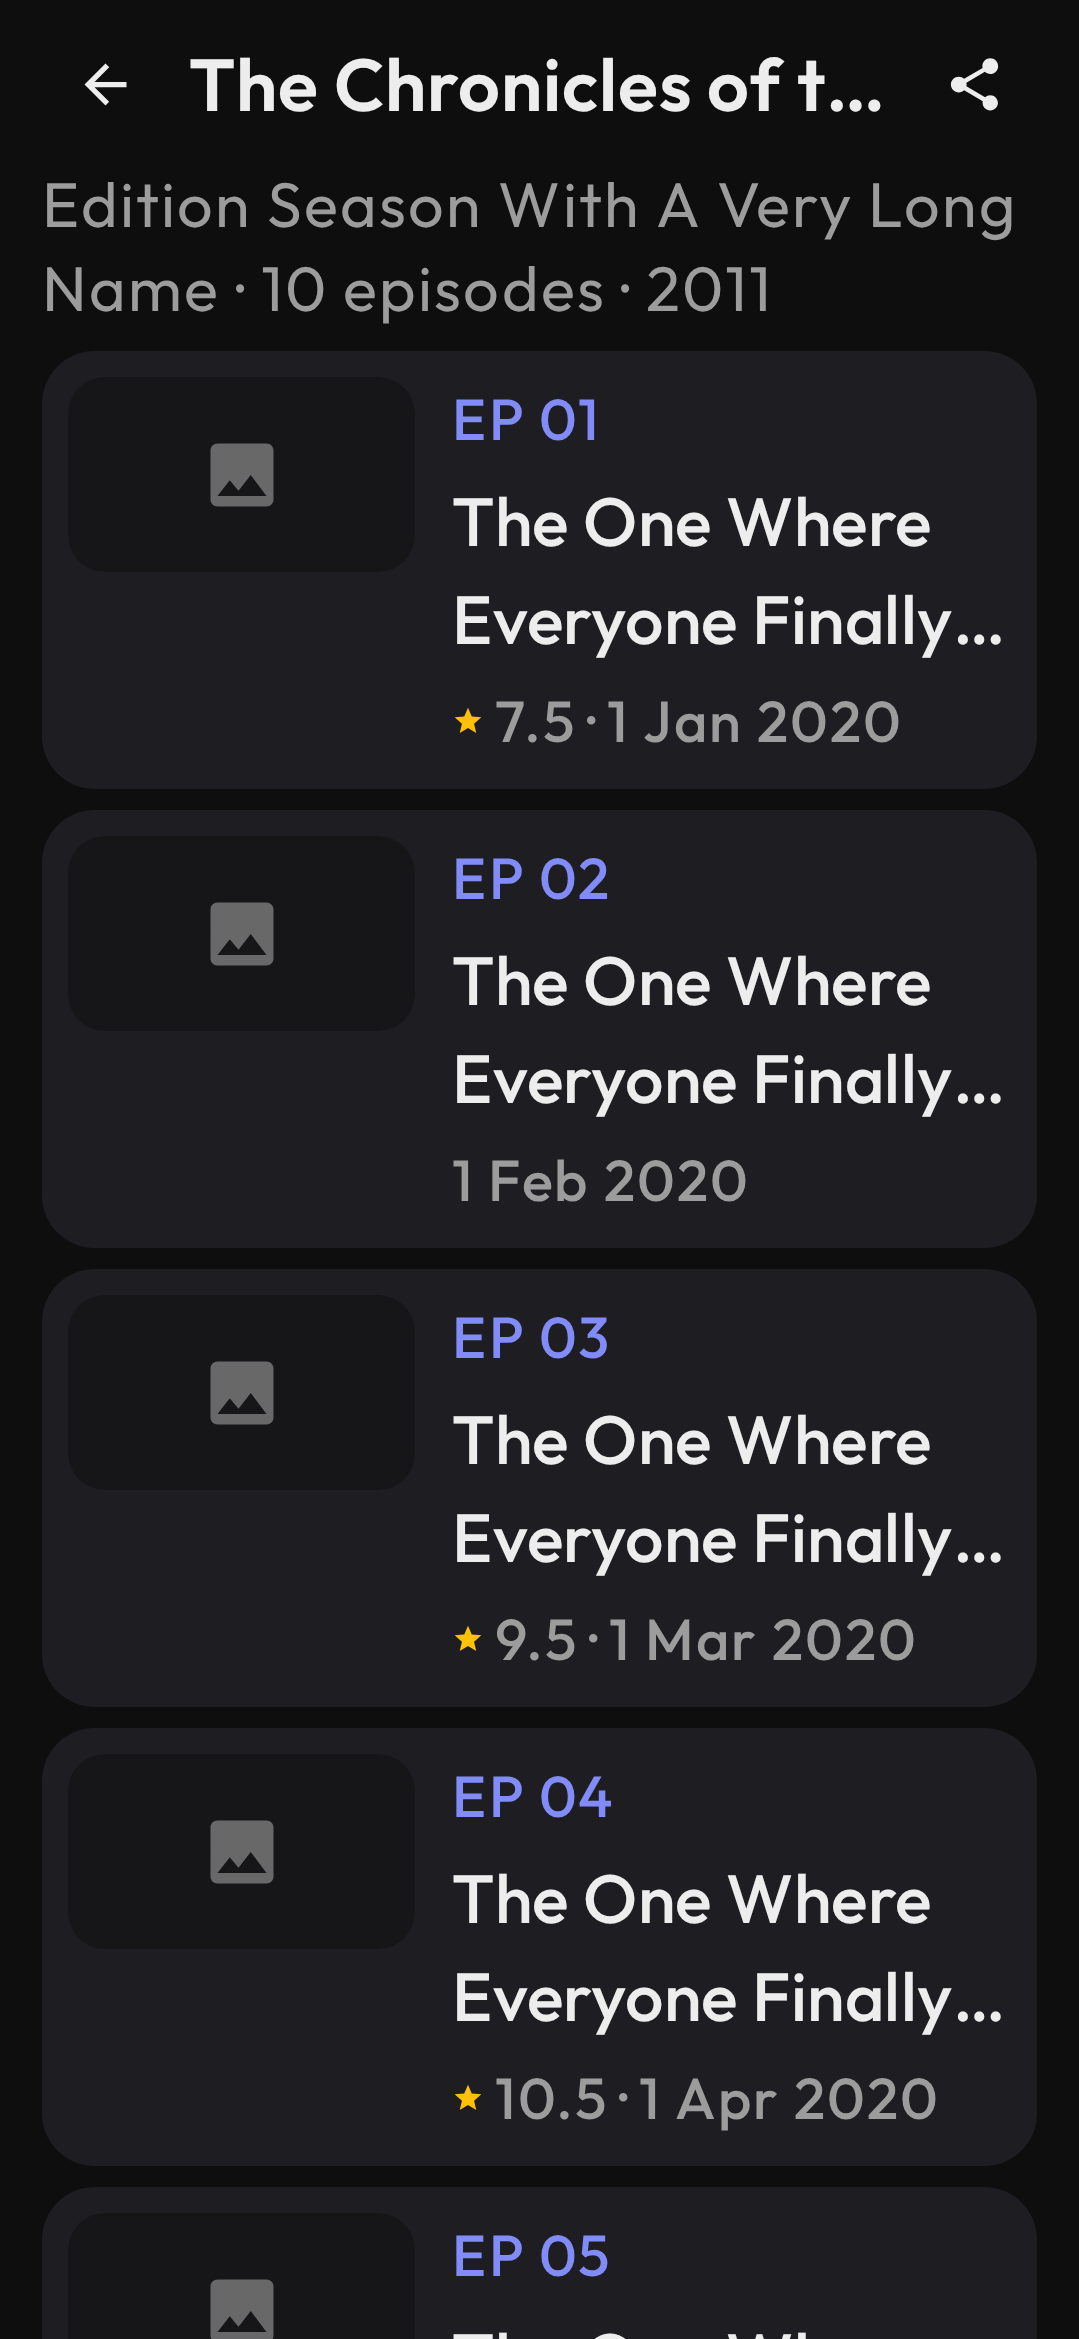 The Chronicles of t...
Edition Season With A Very Long
Name · 10 episodes · 2011
EP 01
The One Where
Everyone Finally...
7.5 · 1 Jan 2020
EP 02
The One Where
Everyone Finally...
1 Feb 2020
EP 03
The One Where
Everyone Finally...
9.5 · 1 Mar 2020
EP 04
The One Where
Everyone Finally...
10.5 · 1 Apr 2020
EP 05